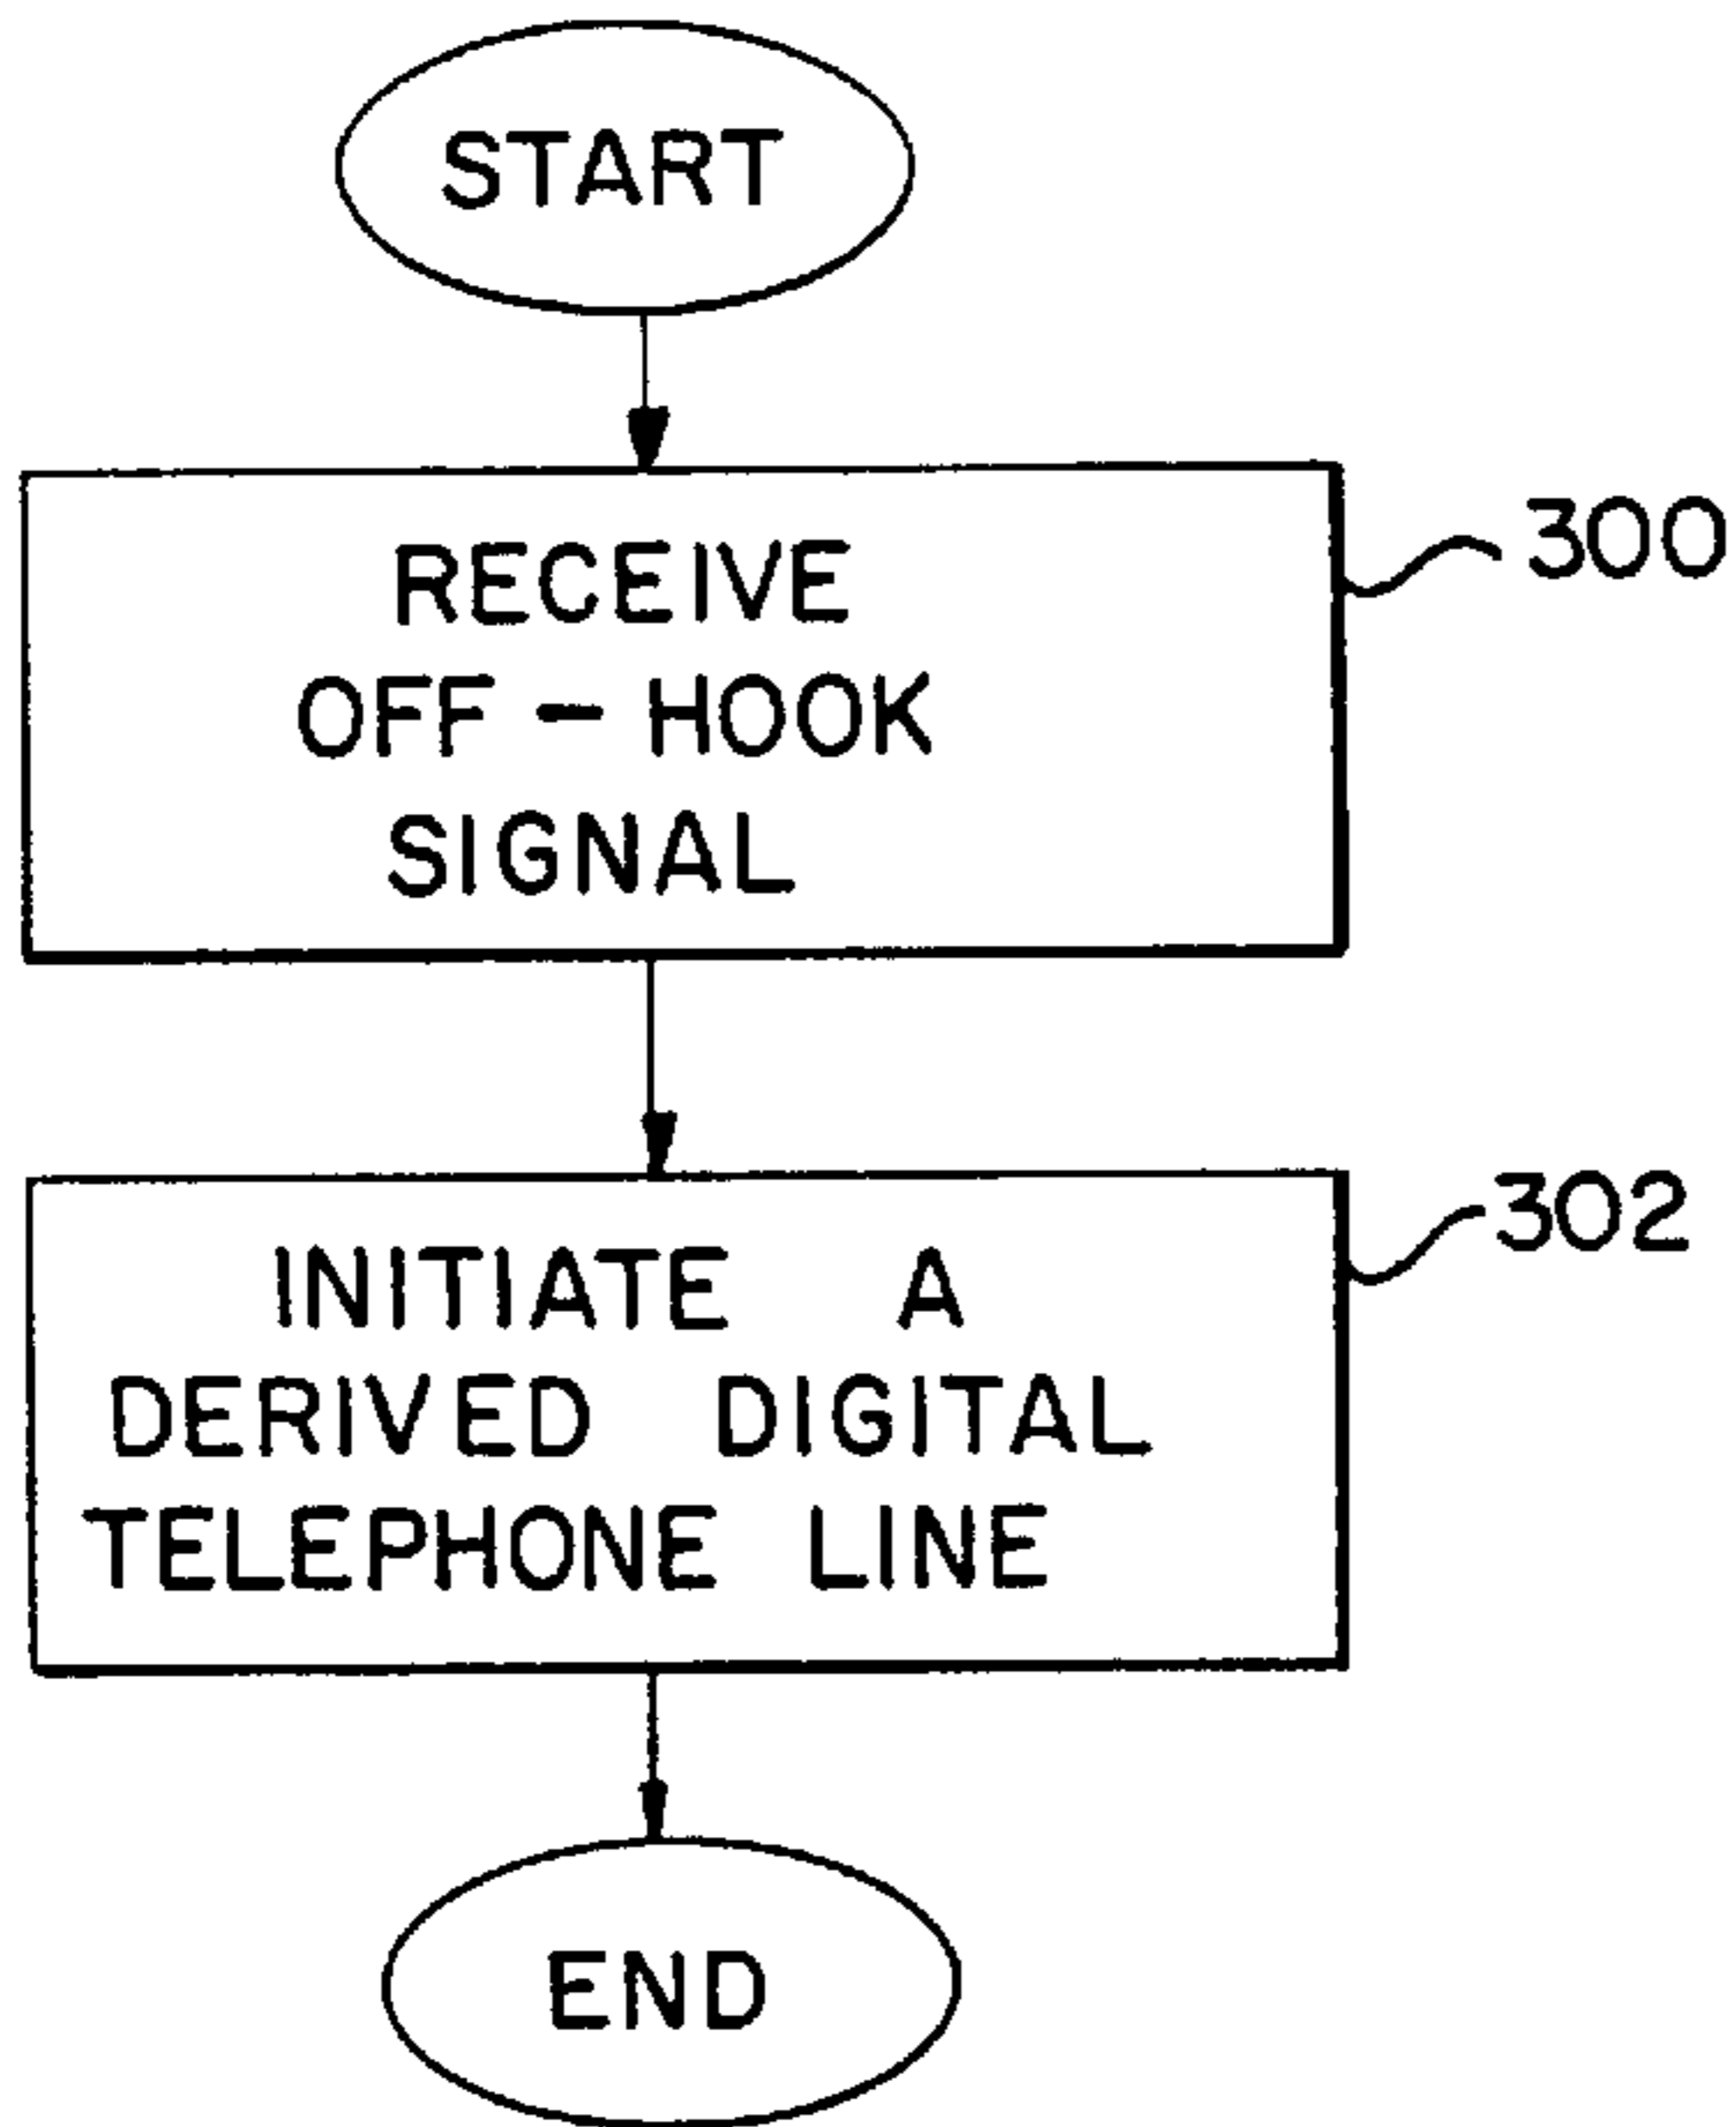 START
RECEIVE
OFF-HOOK
SIGNAL
300
INITIATE A
DERIVED DIGITAL
TELEPHONE LINE
302
END